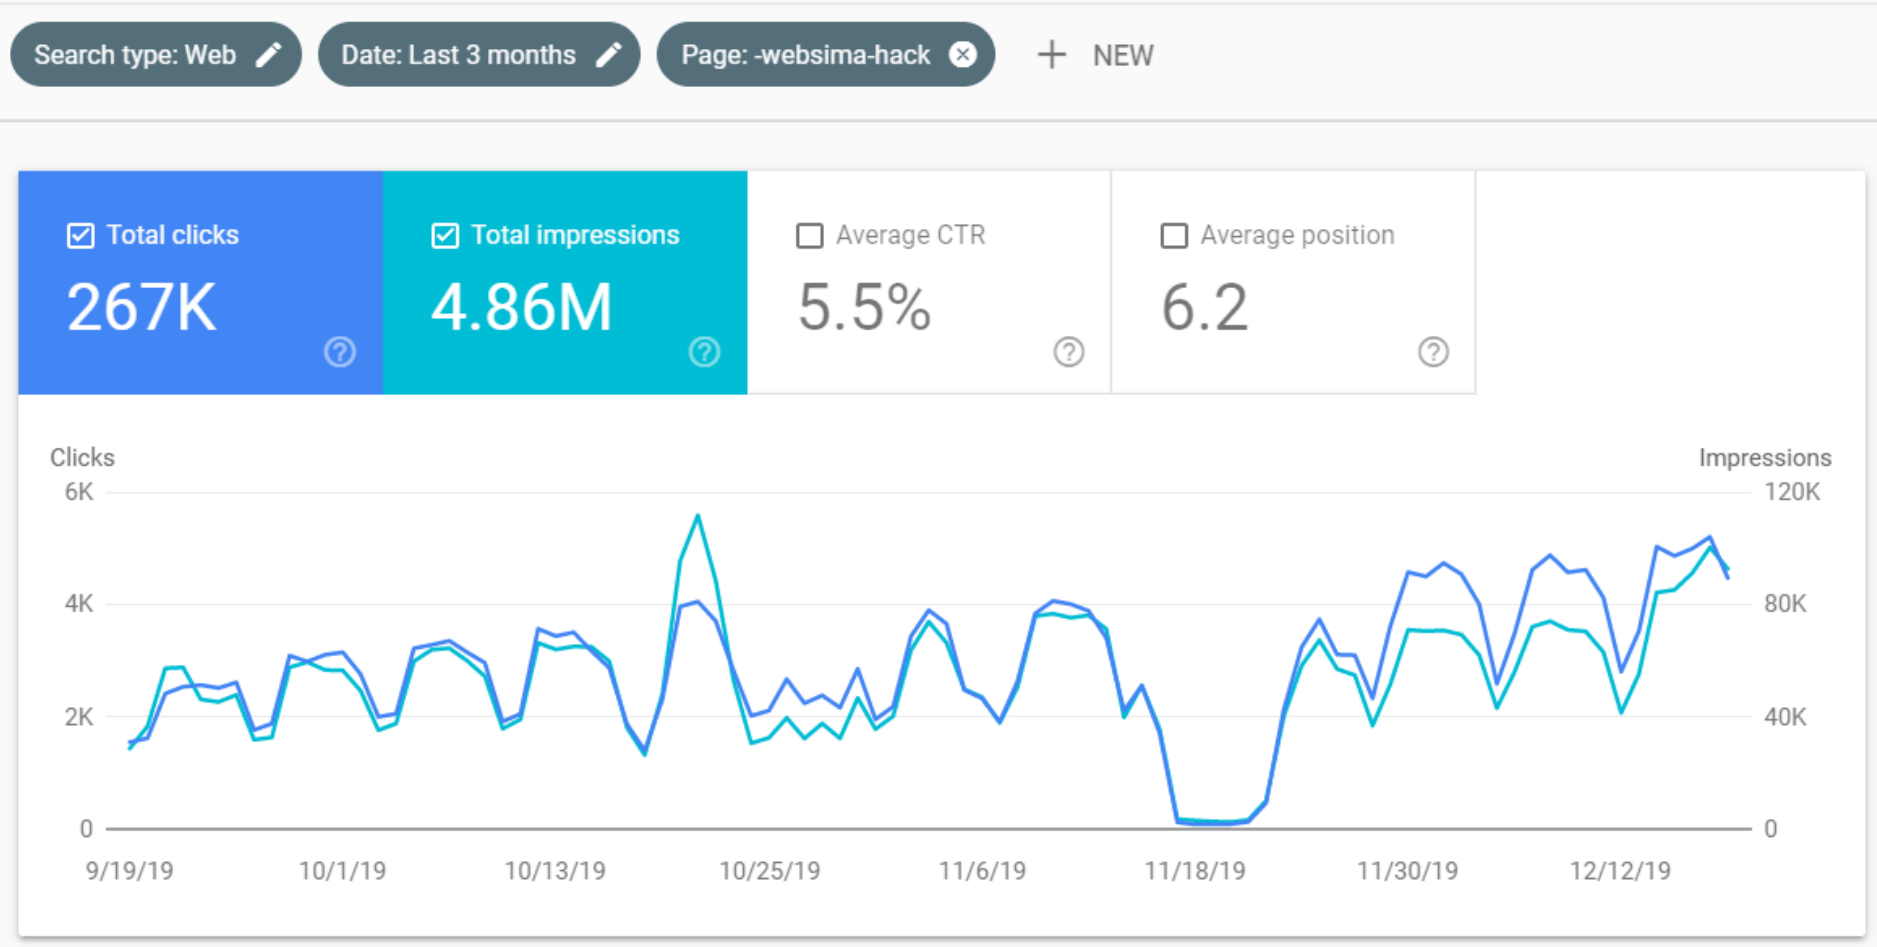 Search type: Web
Date: Last 3 months
Page: -websima-hack
+ NEW
Total clicks
267K
Total impressions
4.86M
Average CTR
5.5%
Average position
6.2
Clicks
Impressions
6K
120K
4K
80K
2K
40K
0
0
9/19/19 10/1/19 10/13/19 10/25/19 11/6/19 11/18/19 11/30/19 12/12/19